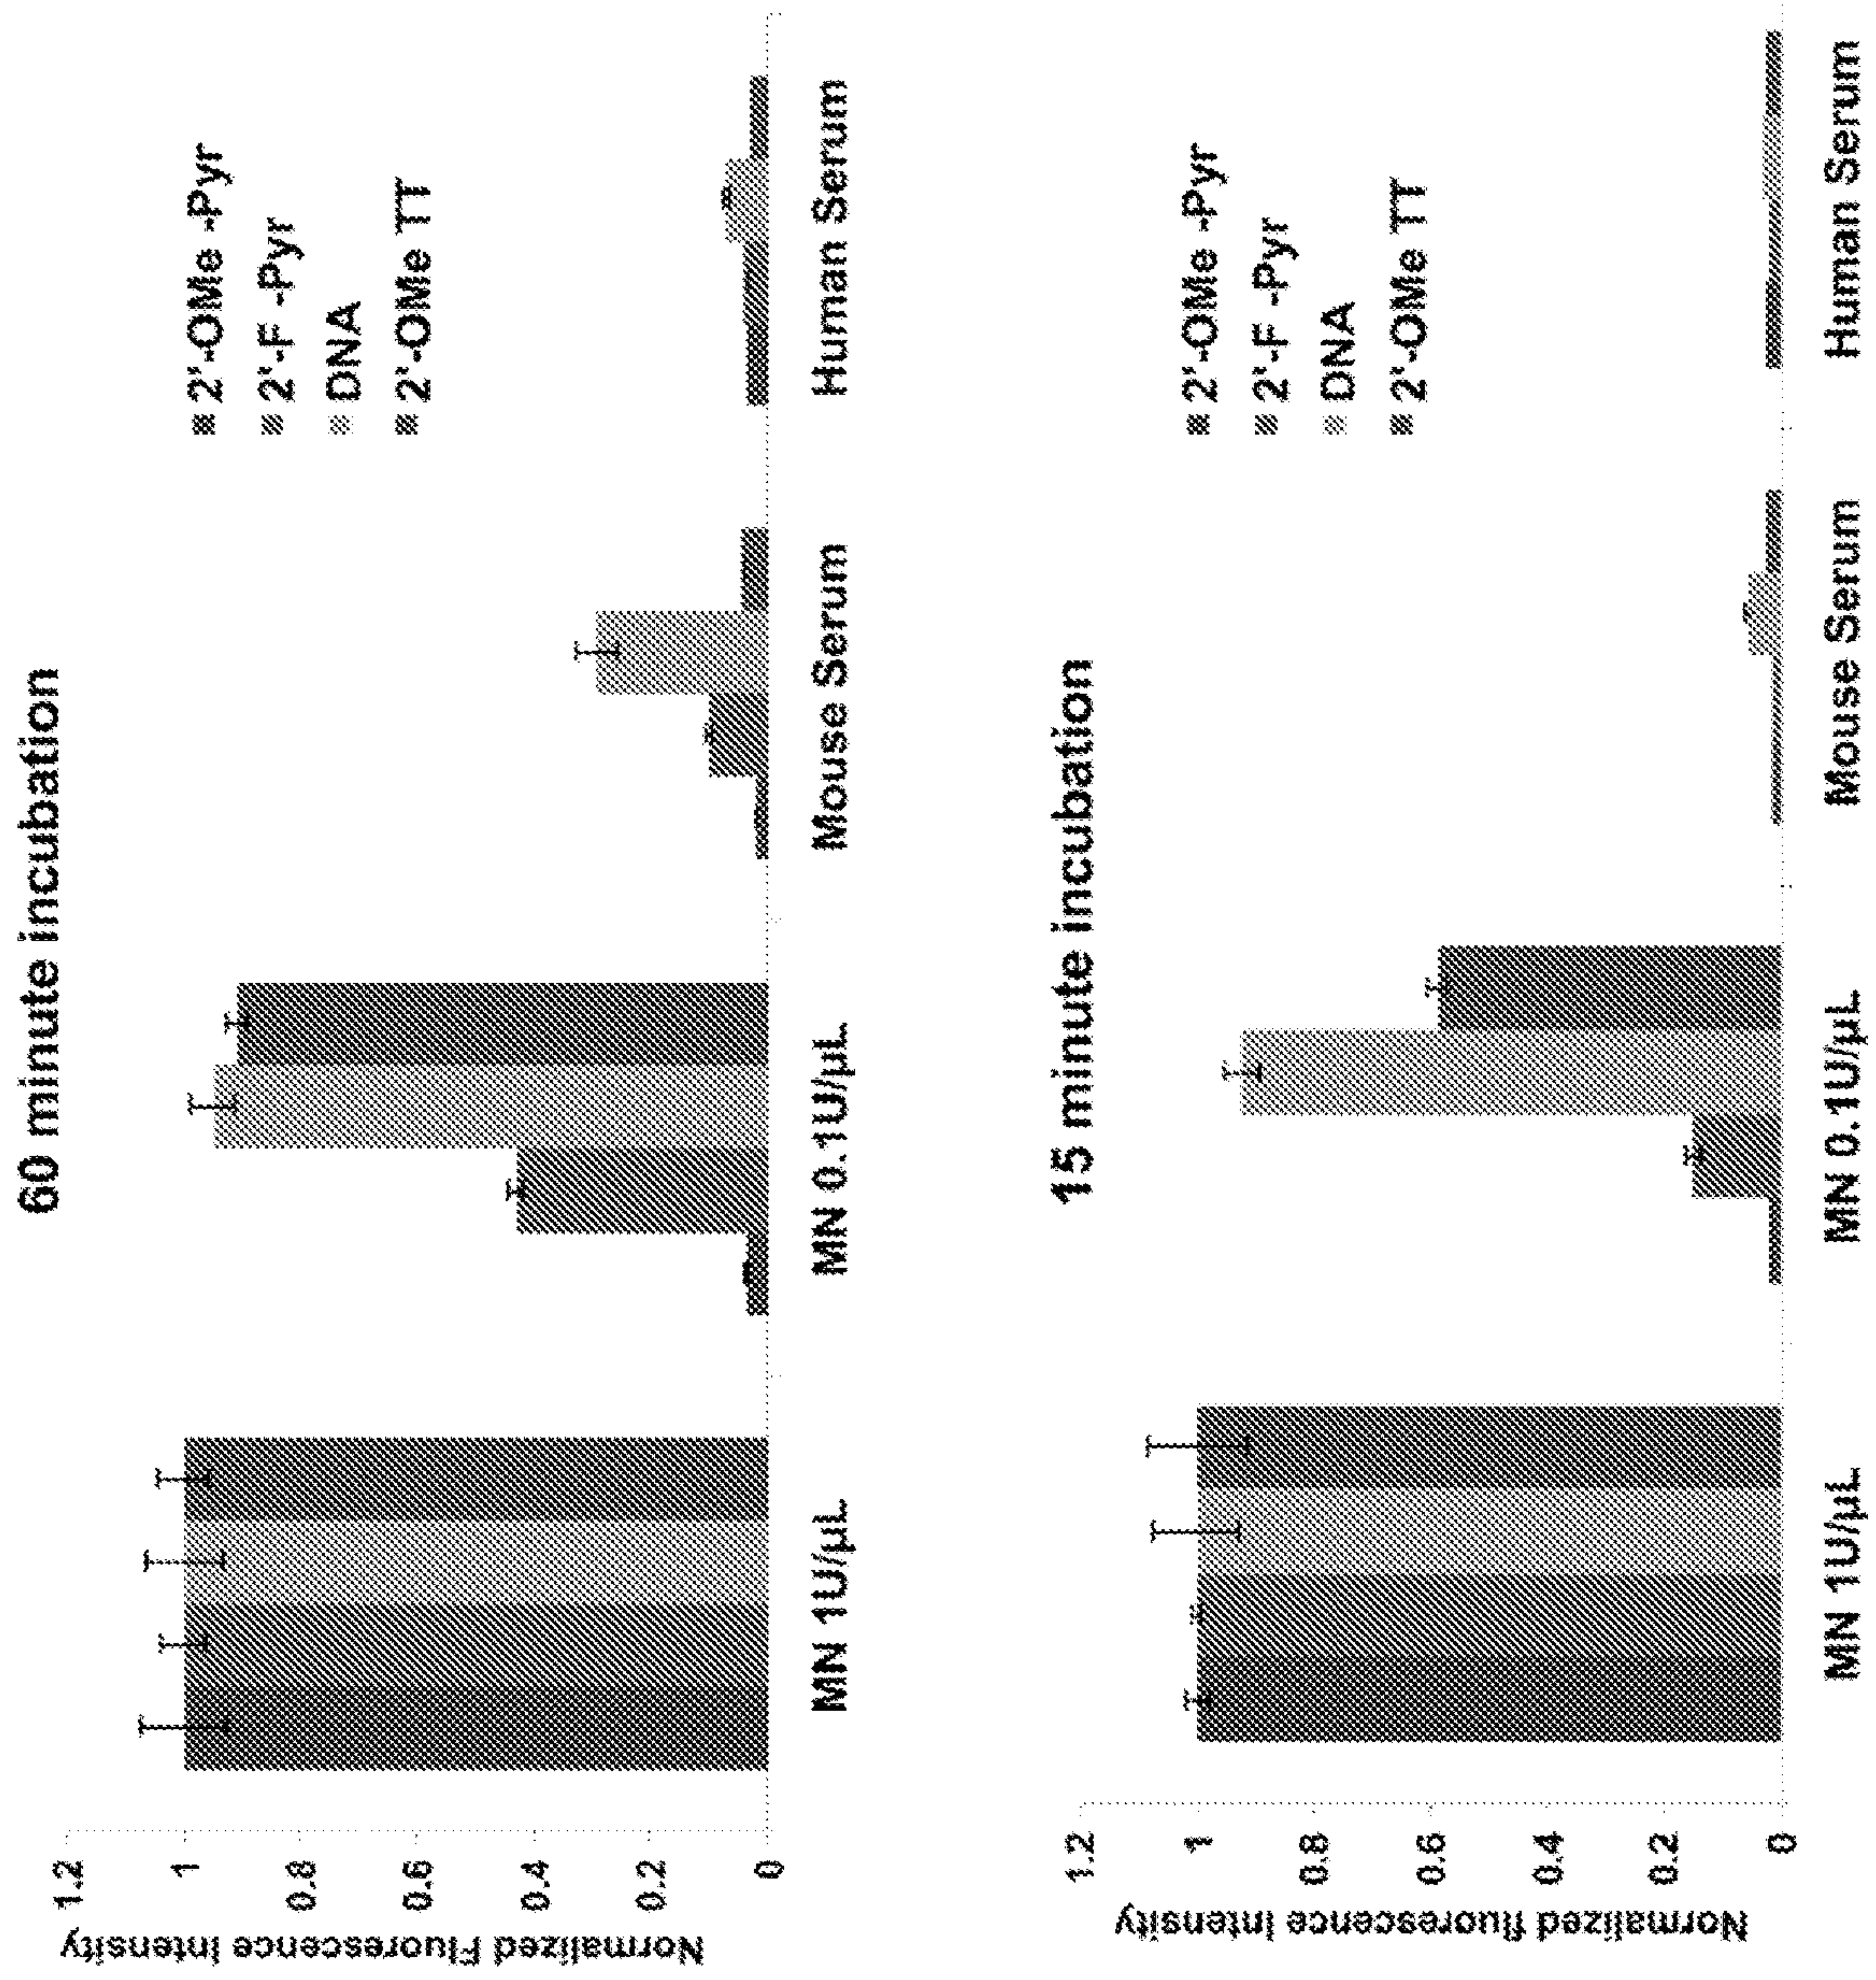 60 minute incubation
Normalized Fluorescence Intensity
1.2
1
0.8
0.6
0.4
0.2
0
2'-OMe -Pyr
2'-F -Pyr
DNA
2'-OMe TT
MN 1U/µL
MN 0.1U/µL
Mouse Serum
Human Serum
15 minute incubation
Normalized fluorescence Intensity
1.2
1
0.8
0.6
0.4
0.2
0
2'-OMe -Pyr
2'-F -Pyr
DNA
2'-OMe TT
MN 1U/µL
MN 0.1U/µL
Mouse Serum
Human Serum